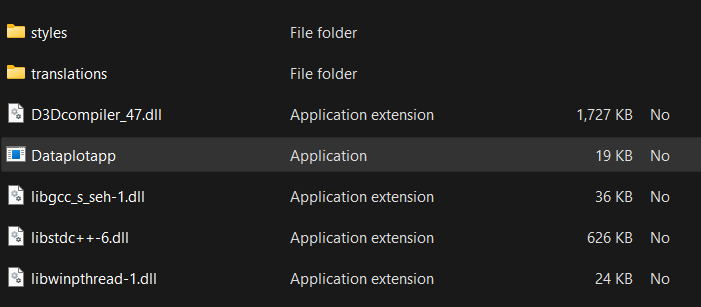 styles File folder
translations File folder
D3Dcompiler_47.dll Application extension 1,727 KB No
Dataplotapp Application 19 KB No
libgcc_s_seh-1.dll Application extension 36 KB No
libstdc++-6.dll Application extension 626 KB No
libwinpthread-1.dll Application extension 24 KB No